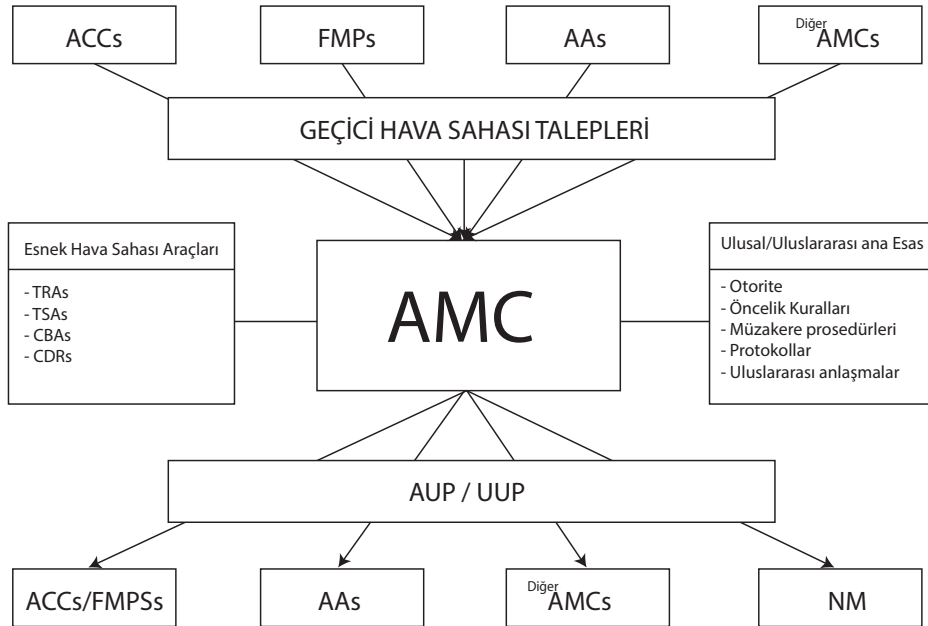 ACCs
FMPs
AAs
Diğer AMCs
GEÇİCİ HAVA SAHASI TALEPLERİ
Esnek Hava Sahası Araçları
- TRAs
- TSAs
- CBAs
- CDRs
AMC
Ulusal/Uluslararası ana Esas
- Otorite
- Öncelik Kuralları
- Müzakere prosedürleri
- Protokollar
- Uluslararası anlaşmalar
AUP / UUP
ACCs/FMPSs
AAs
Diğer AMCs
NM